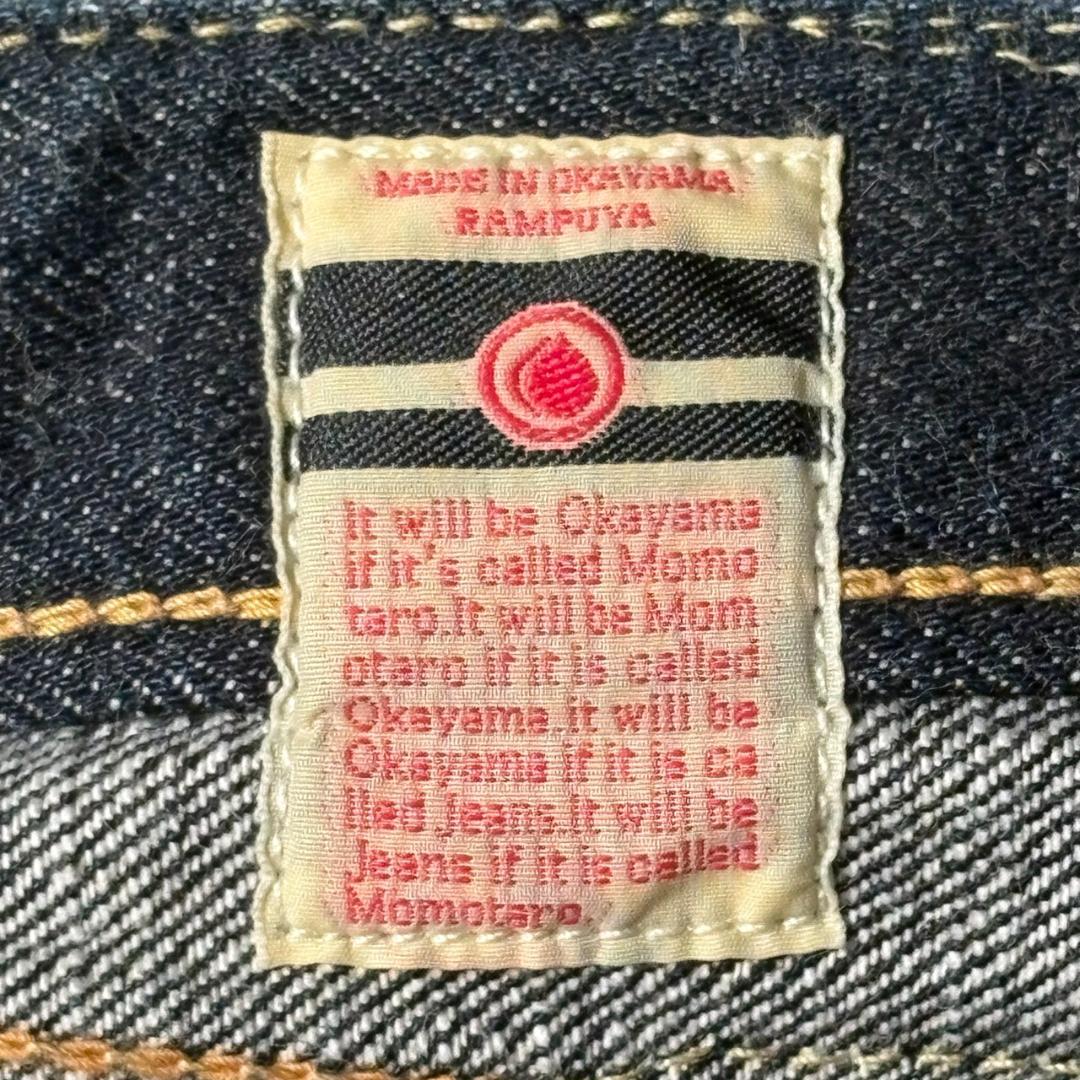 MADE IN OKAYAMA
RAMPUYA
It will be Okayama
if it's called Momo
taro.It will be Mom
otaro if it is called
Okayama.It will be
Okayama if it is ca
lled Jeans.It will be
Jeans if it is called
Momotaro.